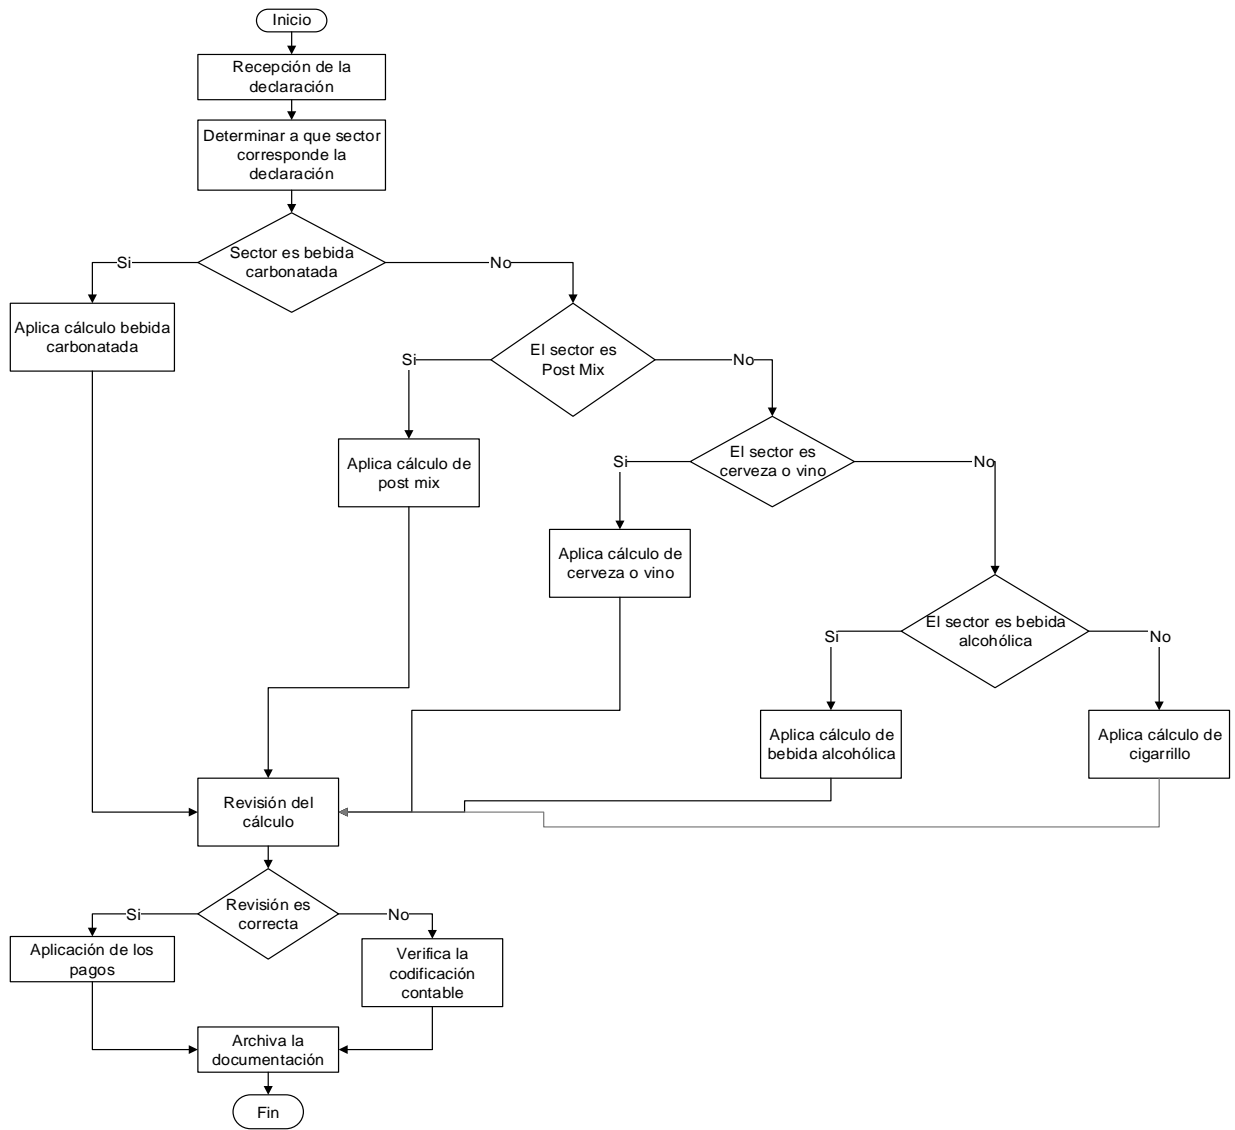 Inicio
Recepción de la
declaración
Determinar a que sector
corresponde la
declaración
Sector es bebida
carbonatada
Si
No
Aplica cálculo bebida
carbonatada
El sector es
Post Mix
Si
No
Aplica cálculo de
post mix
El sector es
cerveza o vino
Si
No
Aplica cálculo de
cerveza o vino
El sector es bebida
alcohólica
Si
No
Aplica cálculo de
bebida alcohólica
Aplica cálculo de
cigarrillo
Revisión del
cálculo
Revisión es
correcta
Si
No
Aplicación de los
pagos
Verifica la
codificación
contable
Archiva la
documentación
Fin